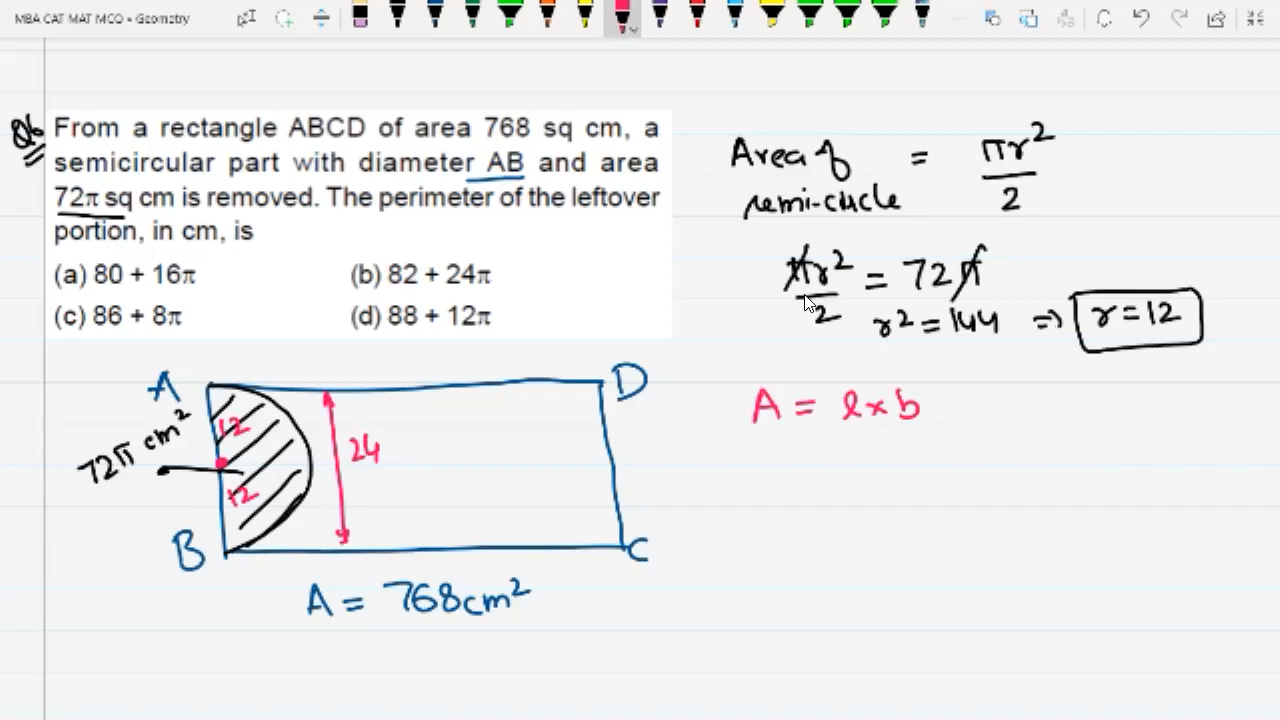 MBA CAT MAT MCQ • Geometry
Q6 From a rectangle ABCD of area 768 sq cm, a
semicircular part with diameter AB and area
72π sq cm is removed. The perimeter of the leftover
portion, in cm, is
(a) 80 + 16π (b) 82 + 24π
(c) 86 + 8π (d) 88 + 12π
Area of = πr²
semi-circle 2
πr² = 72π
2 r² = 144 ⇒ r = 12
A = l × b
A D
72π cm²
12
24
12
B C
A = 768cm²